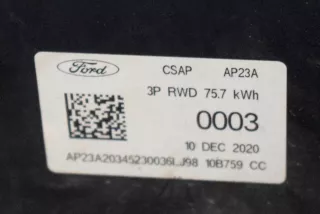 Ford CSAP AP23A
3P RWD 75.7 kWh
0003
10 DEC 2020
AP23A20345230036LJ98 10B759 CC